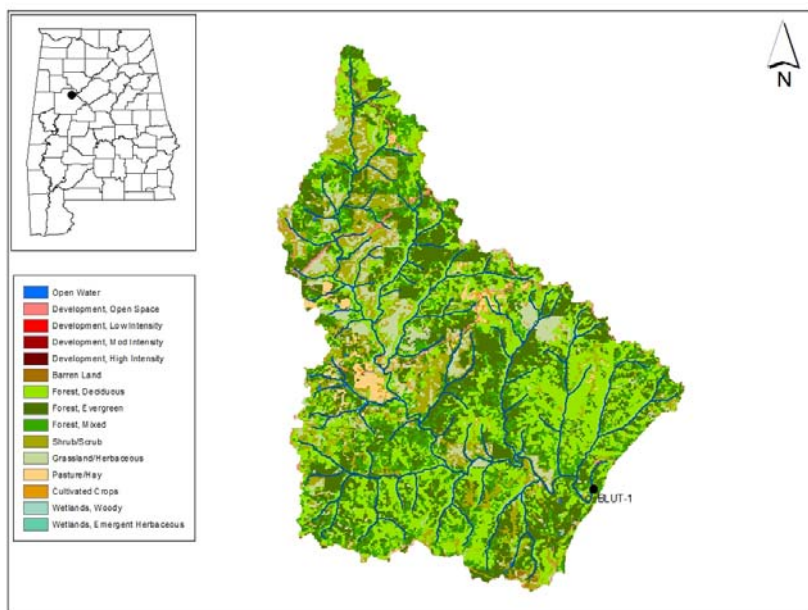 N
Open Water
Development, Open Space
Development, Low Intensity
Development, Mod Intensity
Development, High Intensity
Barren Land
Forest, Deciduous
Forest, Evergreen
Forest, Mixed
Shrub/Scrub
Grassland/Herbaceous
Pasture/Hay
Cultivated Crops
Wetlands, Woody
Wetlands, Emergent Herbaceous
BLUT-1